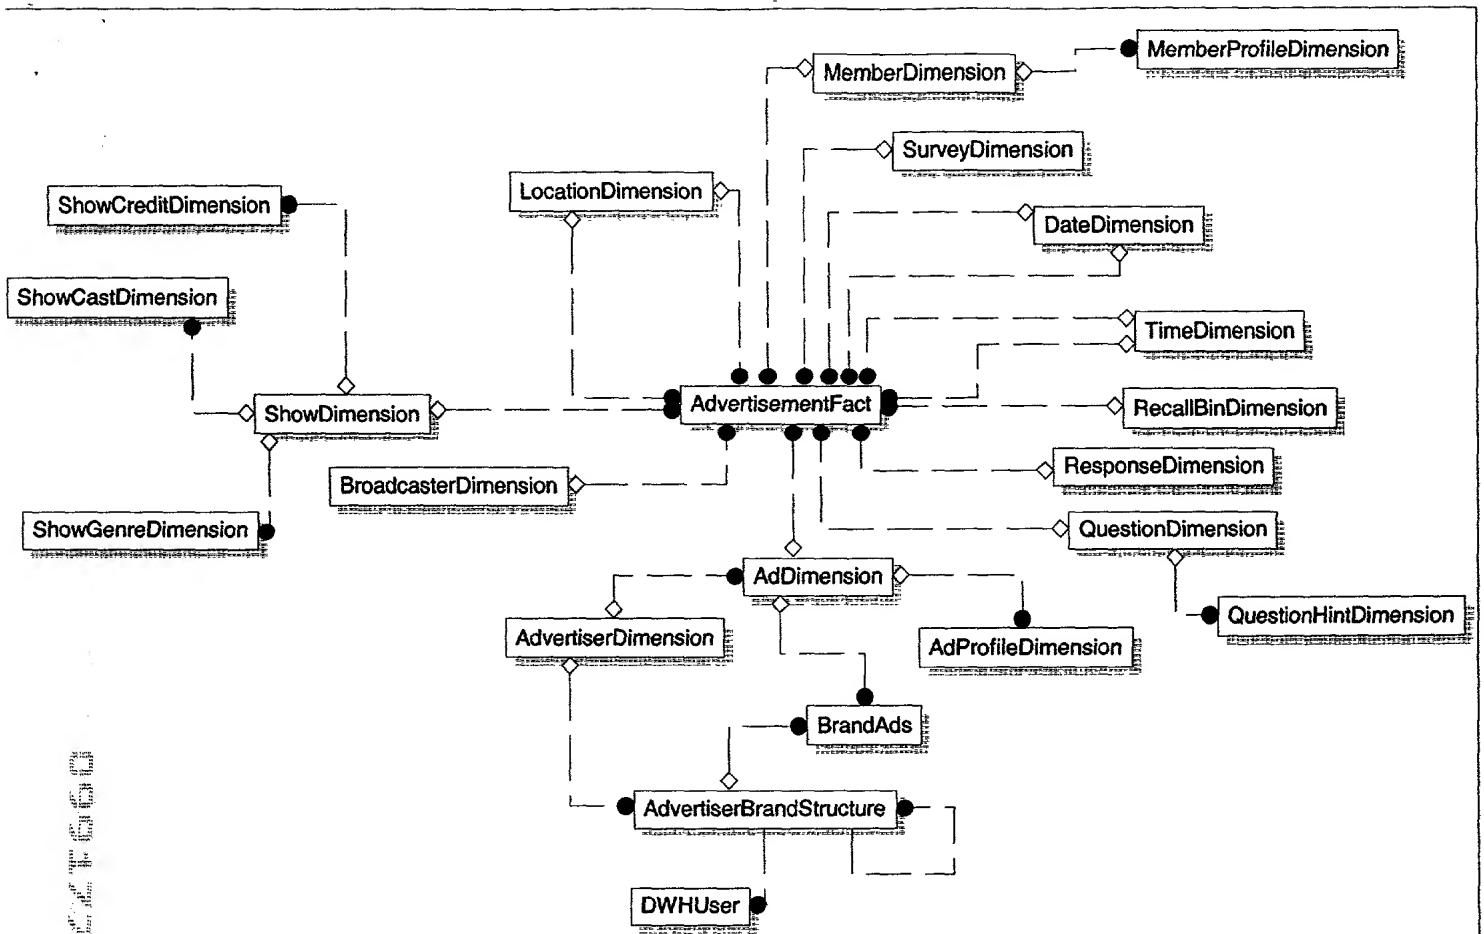 MemberProfileDimension
MemberDimension
SurveyDimension
LocationDimension
ShowCreditDimension
DateDimension
ShowCastDimension
TimeDimension
AdvertisementFact
ShowDimension
RecallBinDimension
ResponseDimension
BroadcasterDimension
ShowGenreDimension
QuestionDimension
AdDimension
QuestionHintDimension
AdvertiserDimension
AdProfileDimension
BrandAds
AdvertiserBrandStructure
DWHUser